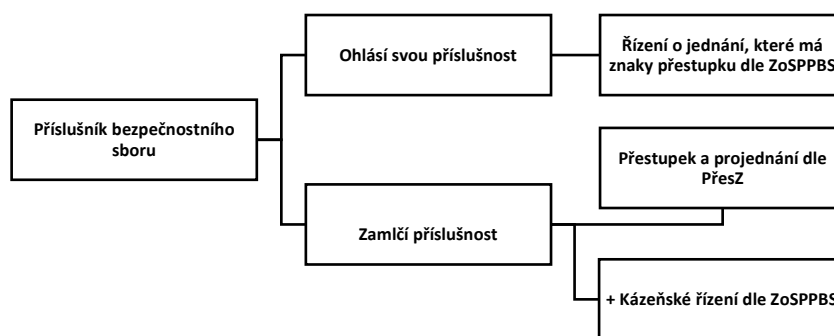 Ohlásí svou příslušnost
Řízení o jednání, které má
znaky přestupku dle ZoSPPBS
Příslušník bezpečnostního
sboru
Přestupek a projednání dle
PřesZ
Zamlčí příslušnost
+ Kázeňské řízení dle ZoSPPBS